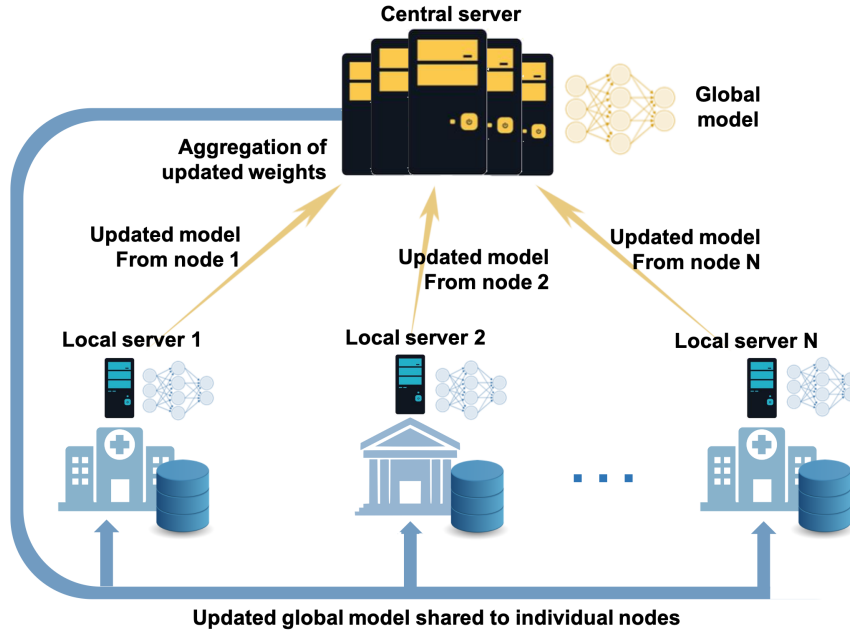 Central server
Global
model
Aggregation of
updated weights
Updated model
From node 1
Updated model
From node 2
Updated model
From node N
Local server 1
Local server 2
Local server N
Updated global model shared to individual nodes